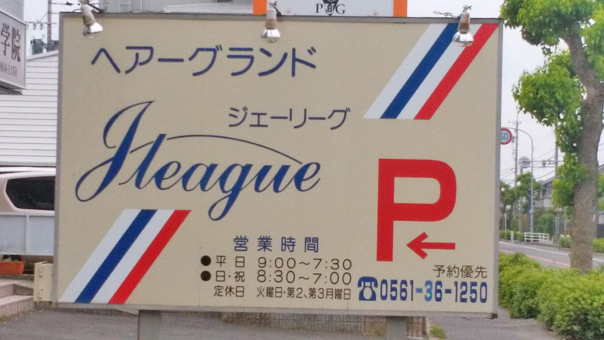 学院
P G
ヘアーグランド
ジェーリーグ
Jleague
P
営業時間
●平日 9:00〜7:30
●日・祝 8:30〜7:00
定休日 火曜日・第2、第3月曜日
予約優先
☎0561-36-1250